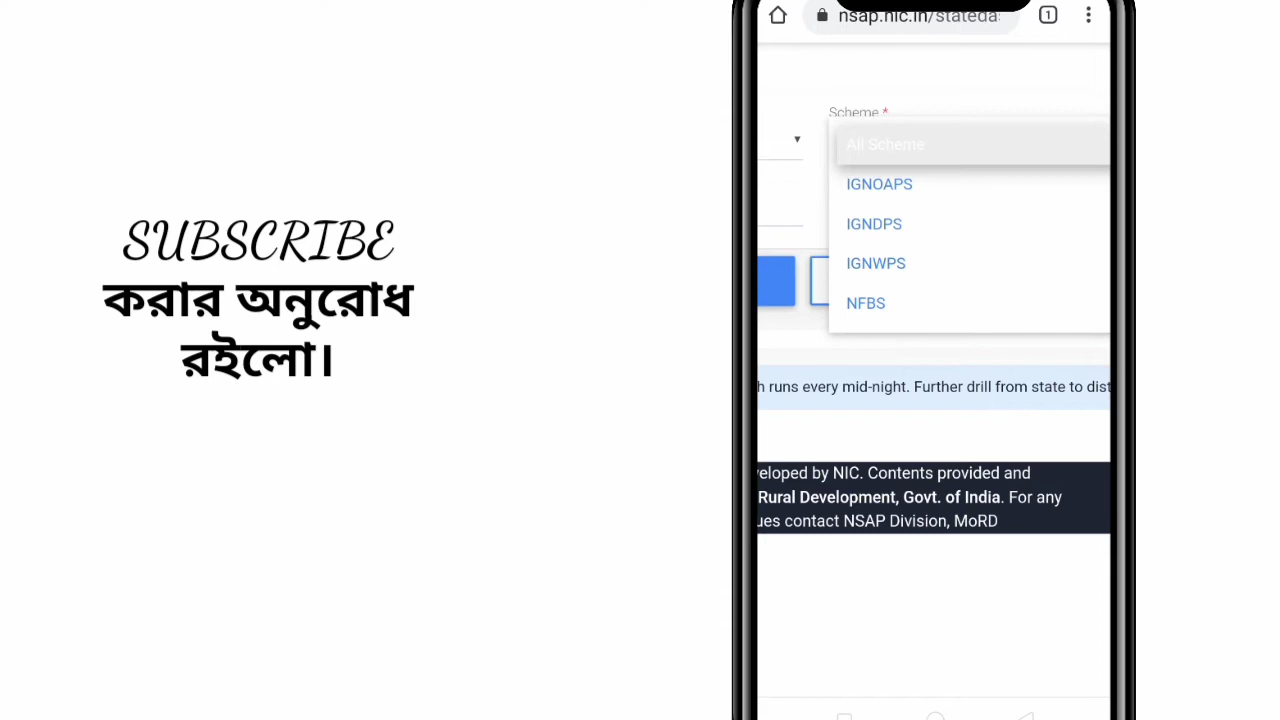 SUBSCRIBE
করার অনুরোধ
রইলো।
nsap.nic.in/stateda
1
Scheme *
All Scheme
IGNOAPS
IGNDPS
IGNWPS
NFBS
runs every mid-night. Further drill from state to dist
veloped by NIC. Contents provided and
Rural Development, Govt. of India. For any
ues contact NSAP Division, MoRD